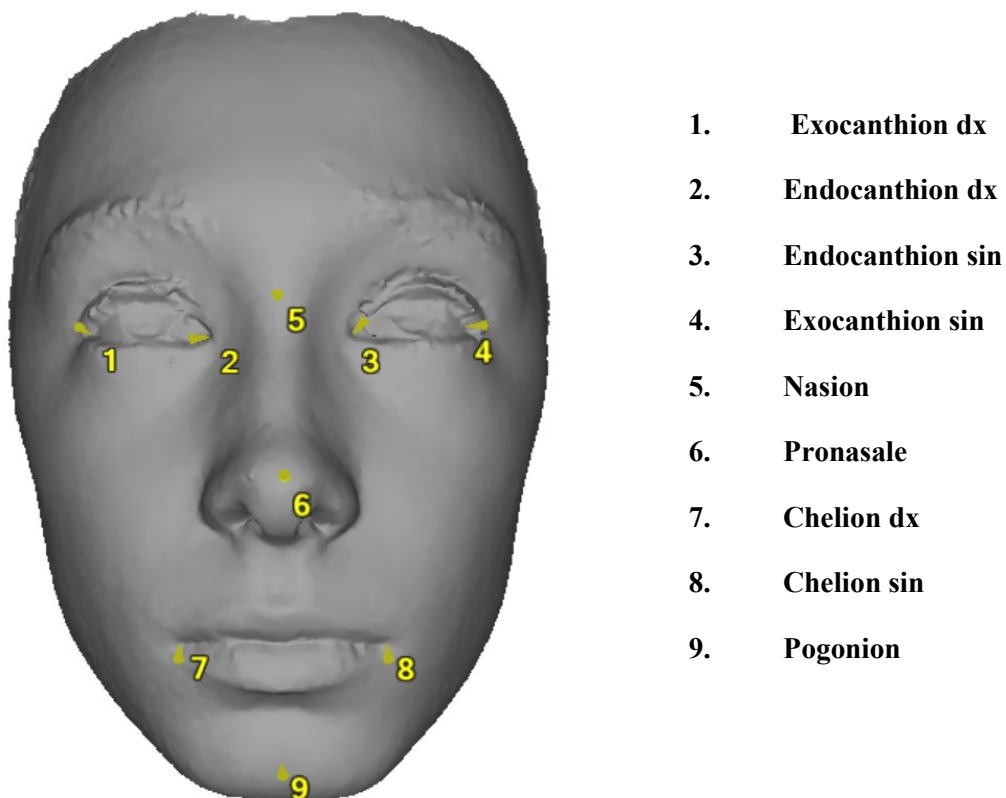 1. Exocanthion dx
2. Endocanthion dx
3. Endocanthion sin
4. Exocanthion sin
5. Nasion
6. Pronasale
7. Chelion dx
8. Chelion sin
9. Pogonion
5
1
2
3
4
6
7
8
9